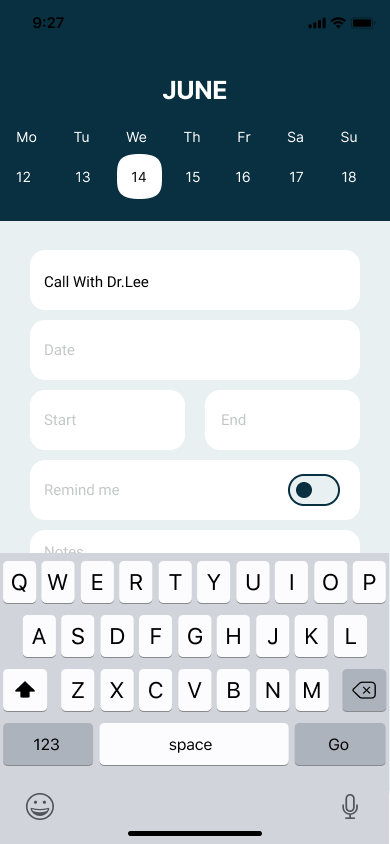 9:27
JUNE
Mo Tu We Th Fr Sa Su
12 13 14 15 16 17 18
Call With Dr.Lee
Date
Start End
Remind me
Notes
Q W E R T Y U I O P
A S D F G H J K L
Z X C V B N M
123 space Go